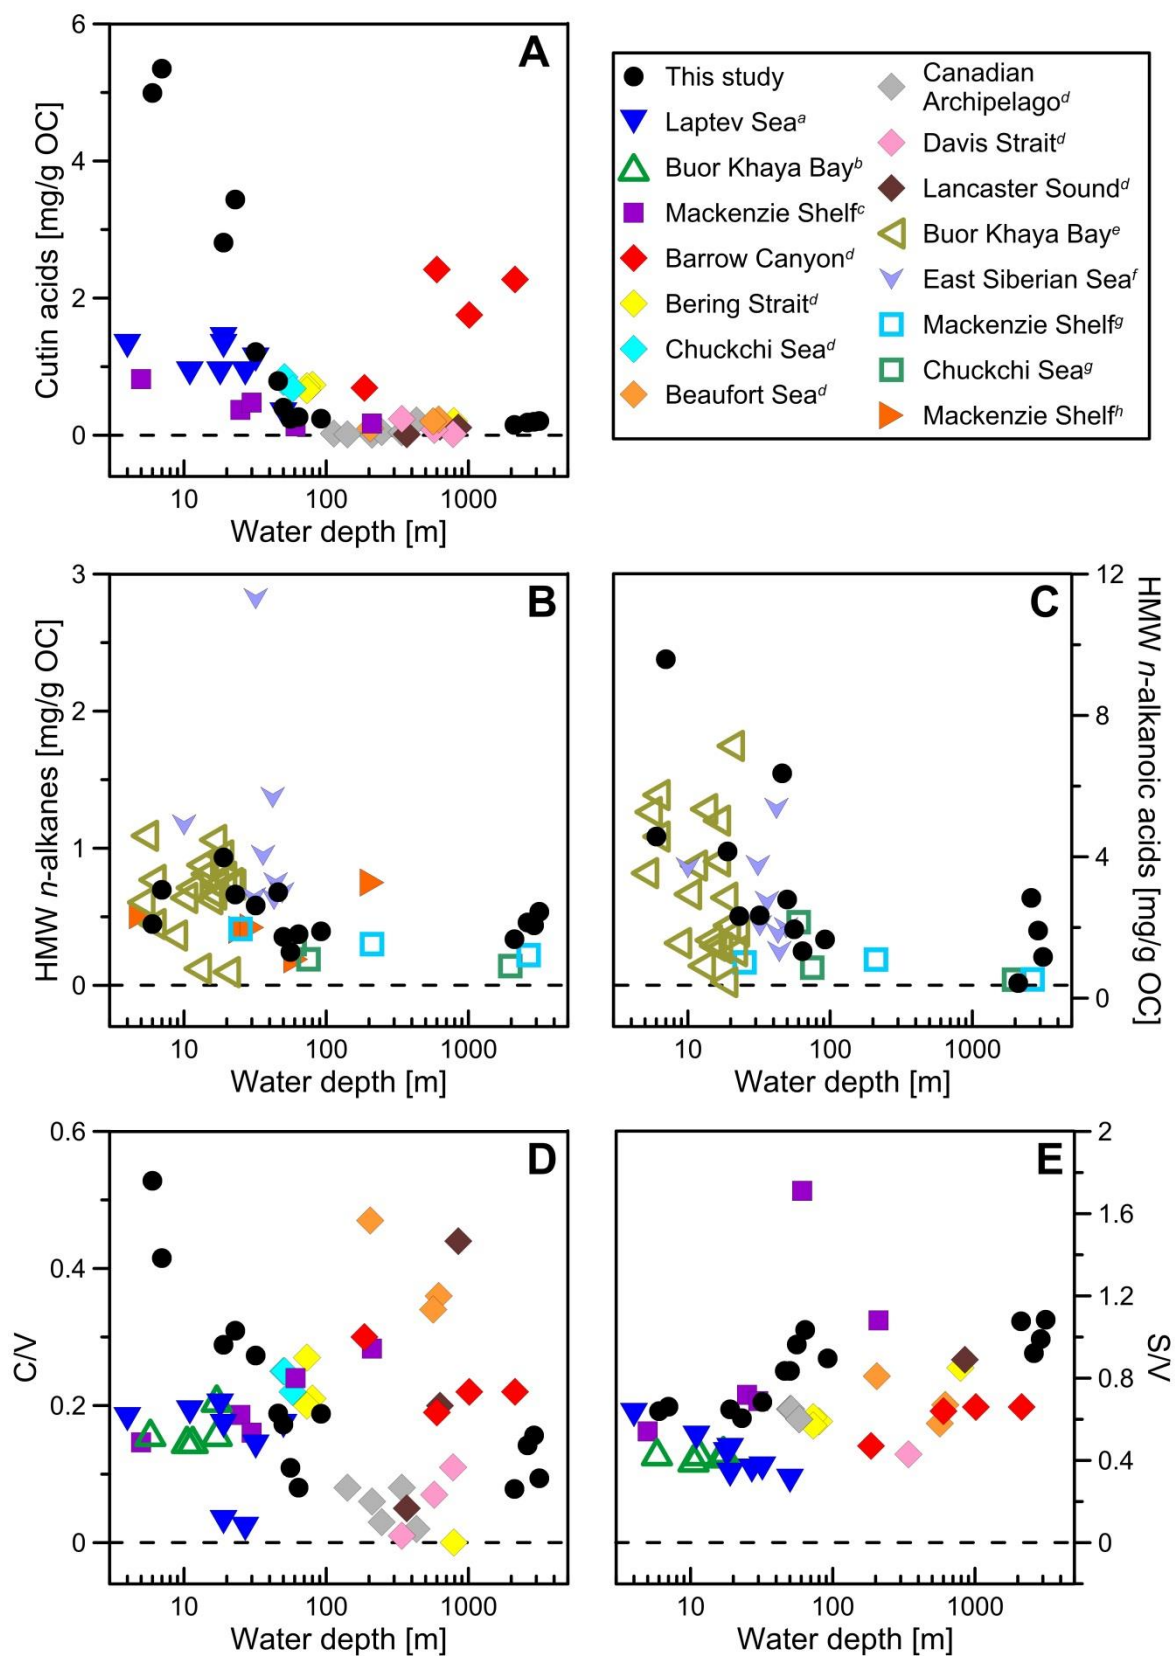 A
Cutin acids [mg/g OC]
6
4
2
0
10 100 1000
Water depth [m]
This study
Laptev Sea^a
Buor Khaya Bay^b
Mackenzie Shelf^c
Barrow Canyon^d
Bering Strait^d
Chuckchi Sea^d
Beaufort Sea^d
Canadian
Archipelago^d
Davis Strait^d
Lancaster Sound^d
Buor Khaya Bay^e
East Siberian Sea^f
Mackenzie Shelf^g
Chuckchi Sea^g
Mackenzie Shelf^h
B
HMW n-alkanes [mg/g OC]
3
2
1
0
10 100 1000
Water depth [m]
C
HMW n-alkanoic acids [mg/g OC]
12
8
4
0
10 100 1000
Water depth [m]
D
C/V
0.6
0.4
0.2
0
10 100 1000
Water depth [m]
E
S/V
2
1.6
1.2
0.8
0.4
0
10 100 1000
Water depth [m]